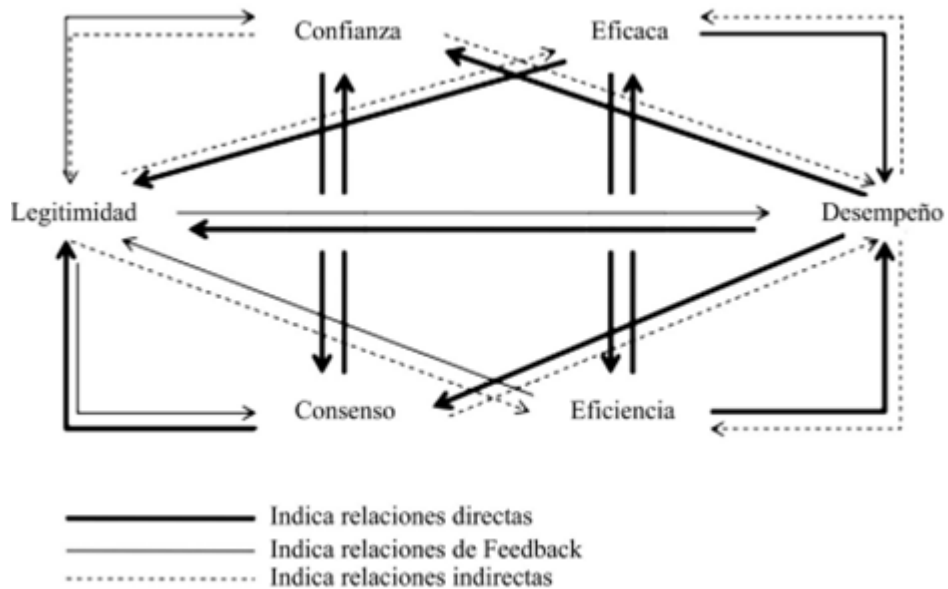 Confianza
Eficaca
Legitimidad
Desempeño
Consenso
Eficiencia
Indica relaciones directas
Indica relaciones de Feedback
Indica relaciones indirectas